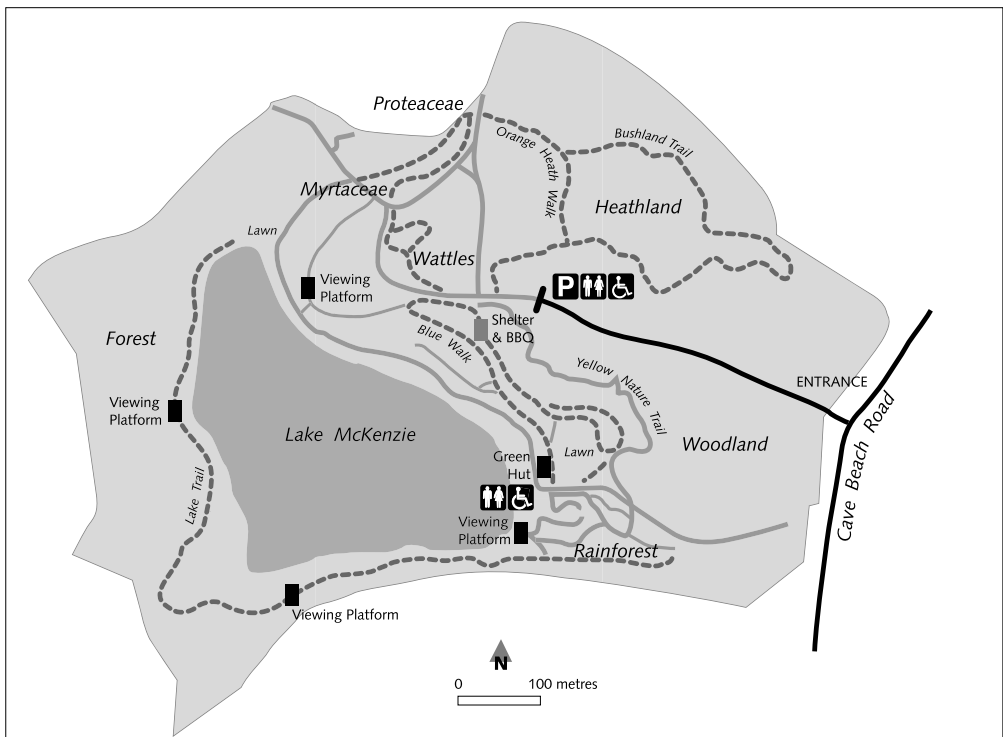 Proteaceae
Orange Heath Walk
Bushland Trail
Myrtaceae
Heathland
Lawn
Wattles
P
Viewing
Platform
Shelter
& BBQ
Forest
Blue Walk
Yellow Nature Trail
ENTRANCE
Viewing
Platform
Lake McKenzie
Woodland
Cave Beach Road
Green
Hut
Lawn
Lake Trail
Viewing
Platform
Rainforest
Viewing Platform
N
0 100 metres